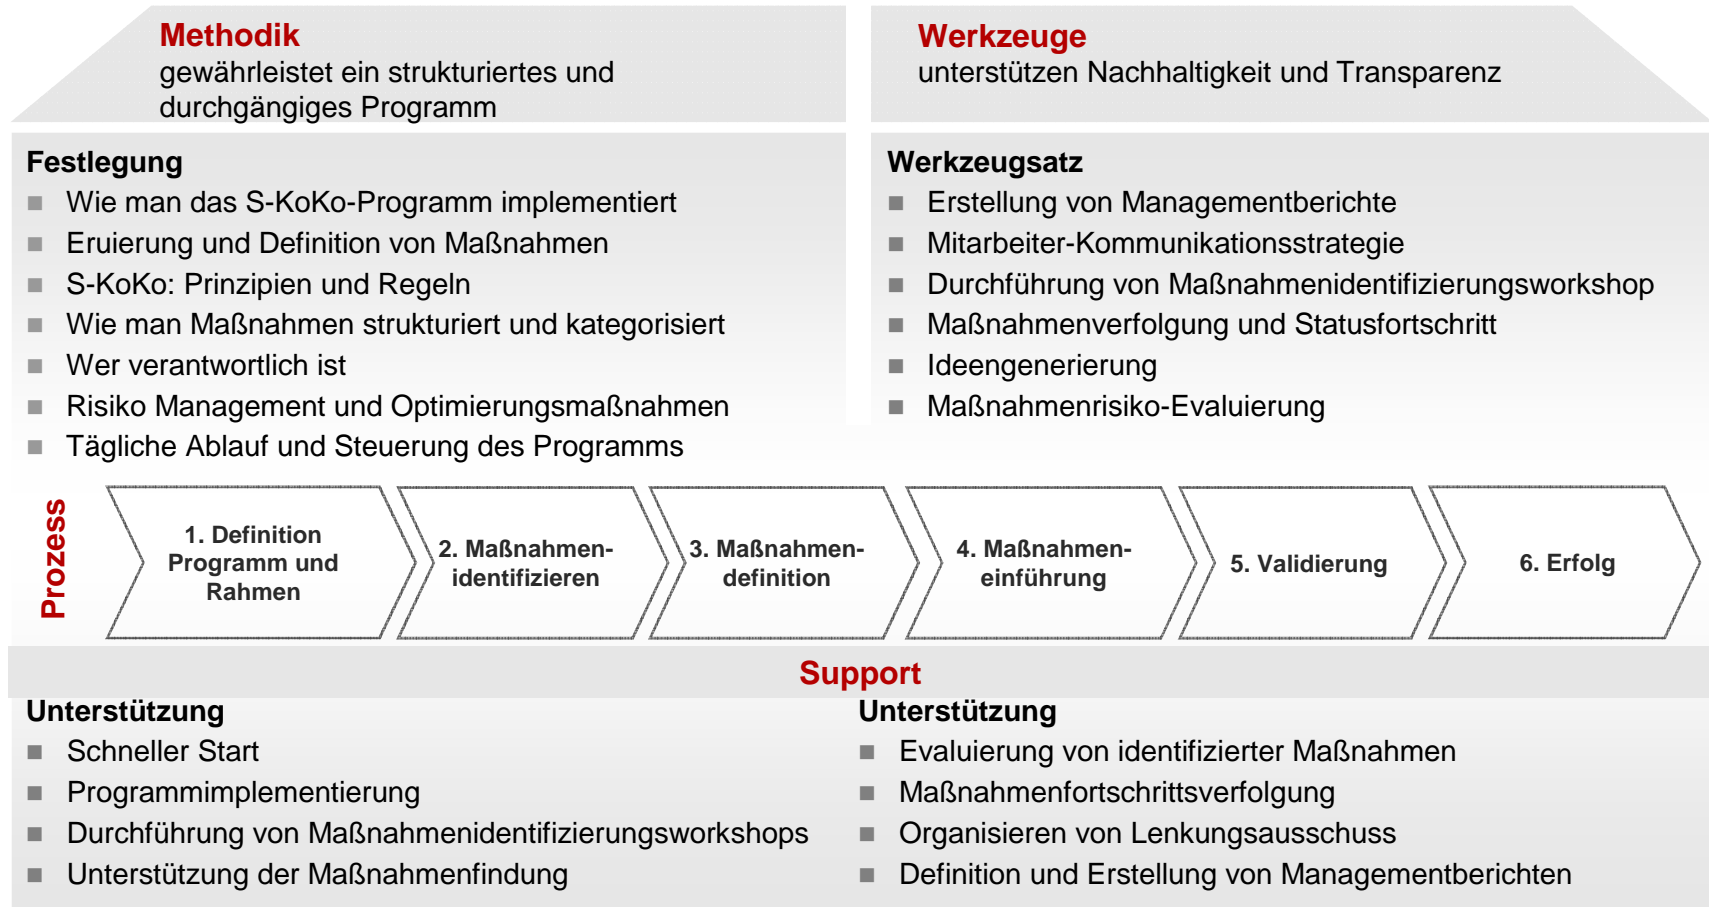 Methodik
gewährleistet ein strukturiertes und
durchgängiges Programm
Werkzeuge
unterstützen Nachhaltigkeit und Transparenz
Festlegung
Wie man das S-KoKo-Programm implementiert
Eruierung und Definition von Maßnahmen
S-KoKo: Prinzipien und Regeln
Wie man Maßnahmen strukturiert und kategorisiert
Wer verantwortlich ist
Risiko Management und Optimierungsmaßnahmen
Tägliche Ablauf und Steuerung des Programms
Werkzeugsatz
Erstellung von Managementberichte
Mitarbeiter-Kommunikationsstrategie
Durchführung von Maßnahmenidentifizierungsworkshop
Maßnahmenverfolgung und Statusfortschritt
Ideengenerierung
Maßnahmenrisiko-Evaluierung
Prozess
1. Definition
Programm und
Rahmen
2. Maßnahmen-
identifizieren
3. Maßnahmen-
definition
4. Maßnahmen-
einführung
5. Validierung
6. Erfolg
Support
Unterstützung
Schneller Start
Programmimplementierung
Durchführung von Maßnahmenidentifizierungsworkshops
Unterstützung der Maßnahmenfindung
Unterstützung
Evaluierung von identifizierter Maßnahmen
Maßnahmenfortschrittsverfolgung
Organisieren von Lenkungsausschuss
Definition und Erstellung von Managementberichten